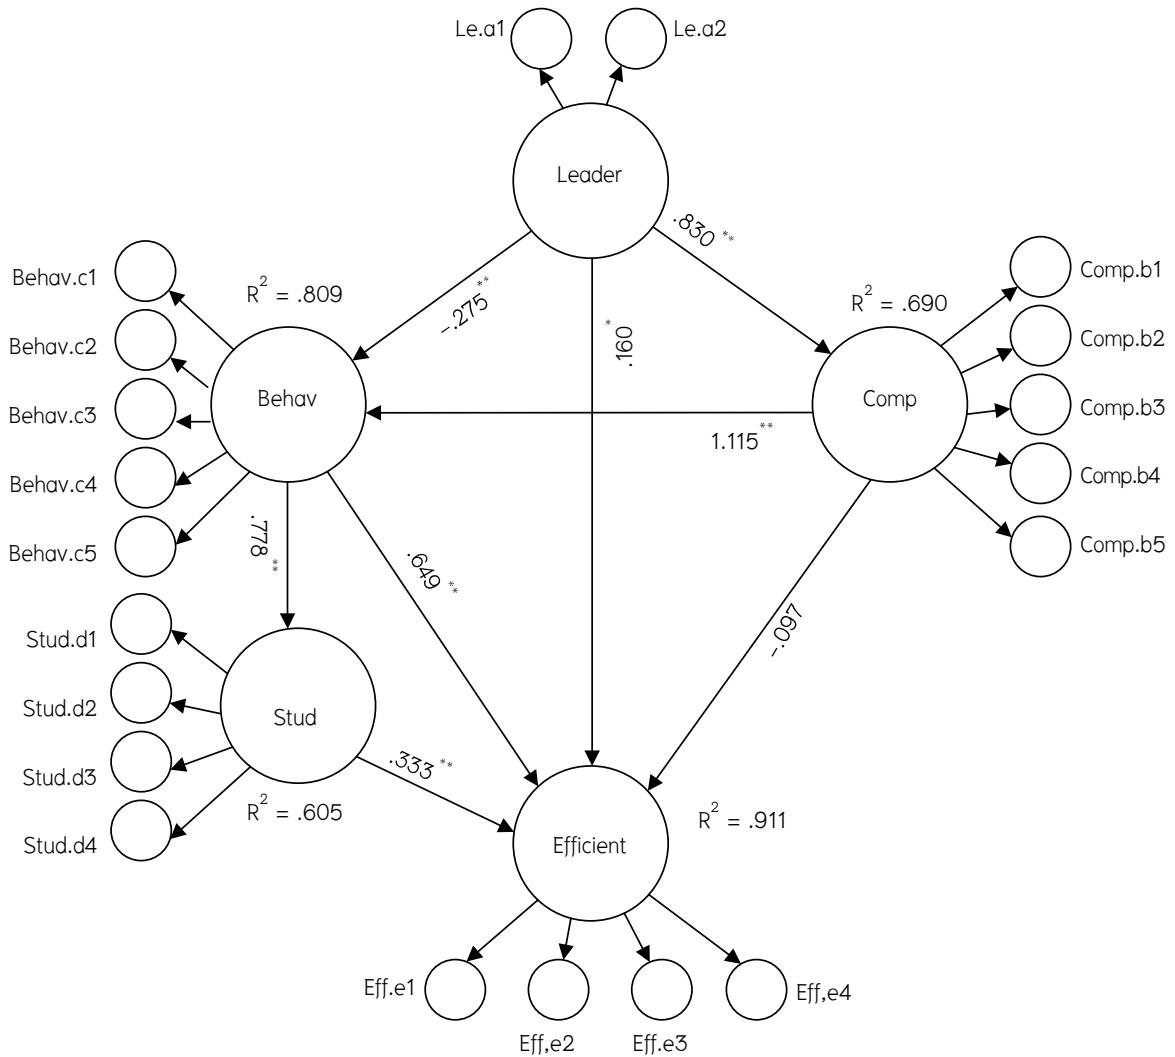 Le.a1
Le.a2
Leader
.830 **
-.275 **
.160 *
Behav.c1
Behav.c2
Behav.c3
Behav.c4
Behav.c5
R² = .809
Behav
R² = .690
Comp
Comp.b1
Comp.b2
Comp.b3
Comp.b4
Comp.b5
1.115 **
.778 **
.649 **
-.097
Stud.d1
Stud.d2
Stud.d3
Stud.d4
Stud
R² = .605
.333 **
Efficient
R² = .911
Eff.e1
Eff,e2
Eff.e3
Eff,e4